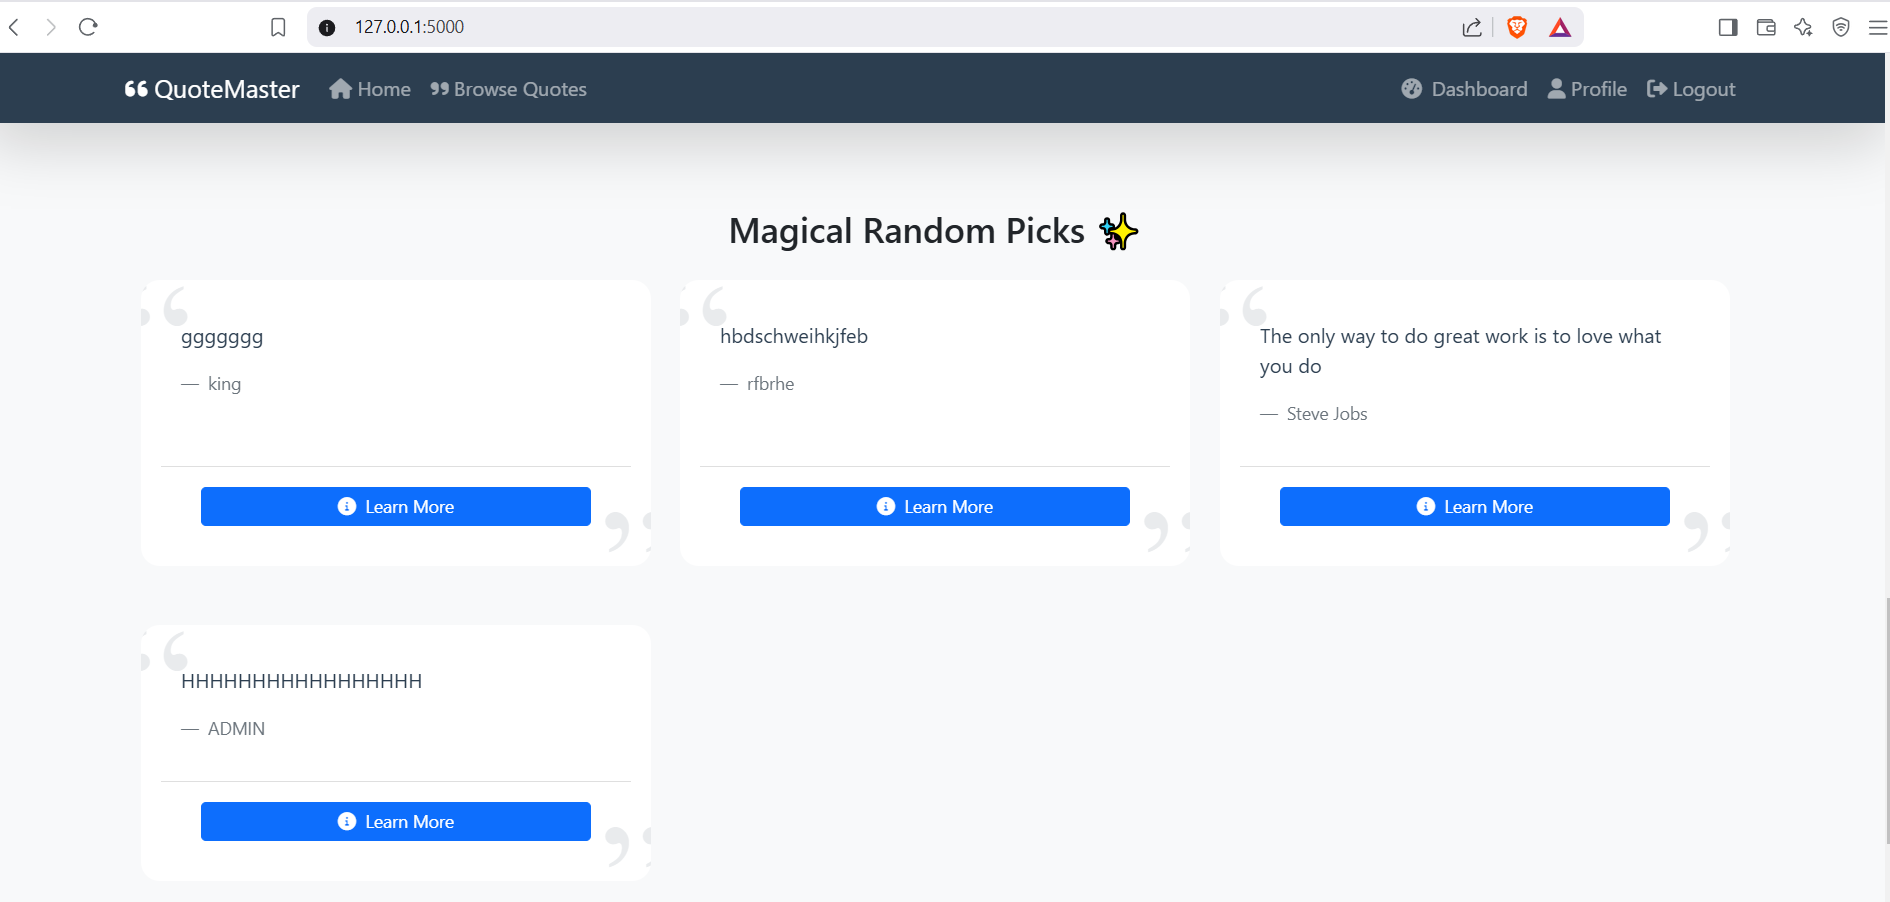 127.0.0.1:5000
QuoteMaster Home Browse Quotes Dashboard Profile Logout
Magical Random Picks ✨
ggggggg
— king
Learn More
hbdschweihkjfeb
— rfbrhe
Learn More
The only way to do great work is to love what
you do
— Steve Jobs
Learn More
HHHHHHHHHHHHHHHHH
— ADMIN
Learn More